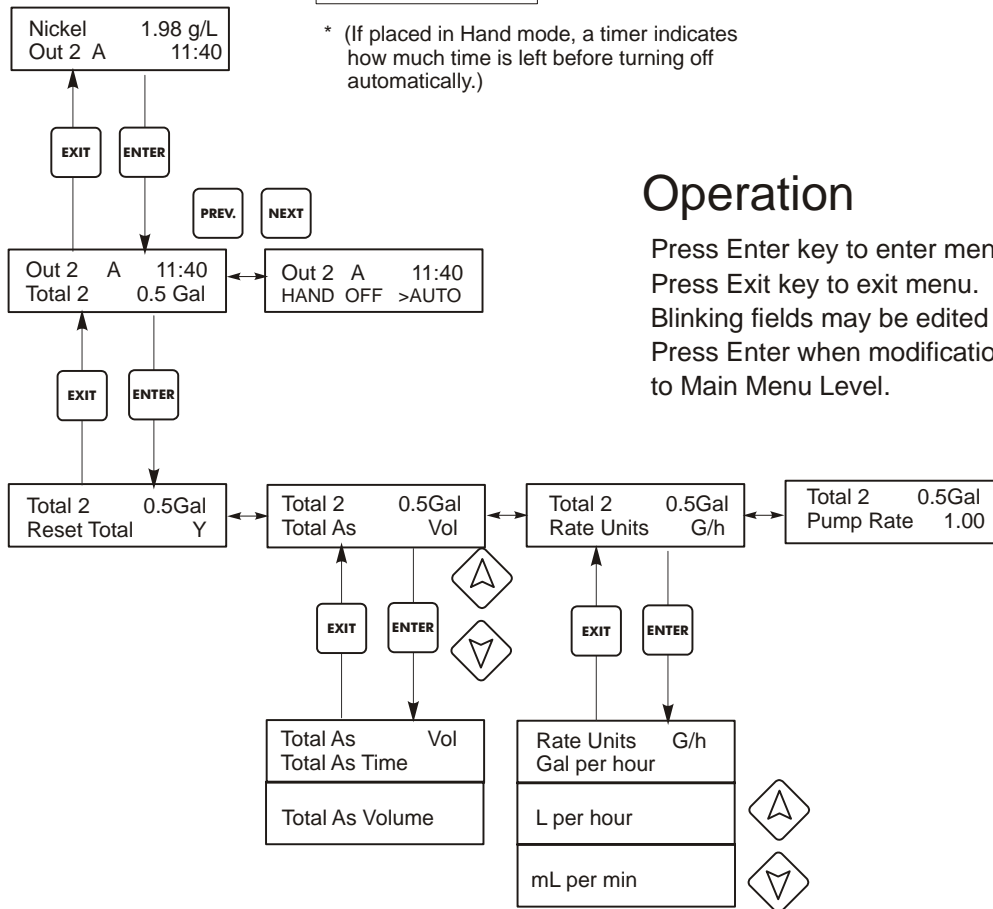 * (If placed in Hand mode, a timer indicates
how much time is left before turning off
automatically.)
Nickel 1.98 g/L
Out 2 A 11:40
EXIT
ENTER
PREV.
NEXT
Out 2 A 11:40
Total 2 0.5 Gal
Out 2 A 11:40
HAND OFF >AUTO
Operation
Press Enter key to enter men
Press Exit key to exit menu.
Blinking fields may be edited
Press Enter when modificatio
to Main Menu Level.
EXIT
ENTER
Total 2 0.5Gal
Reset Total Y
Total 2 0.5Gal
Total As Vol
Total 2 0.5Gal
Rate Units G/h
Total 2 0.5Gal
Pump Rate 1.00
EXIT
ENTER
EXIT
ENTER
Total As Vol
Total As Time
Total As Volume
Rate Units G/h
Gal per hour
L per hour
mL per min